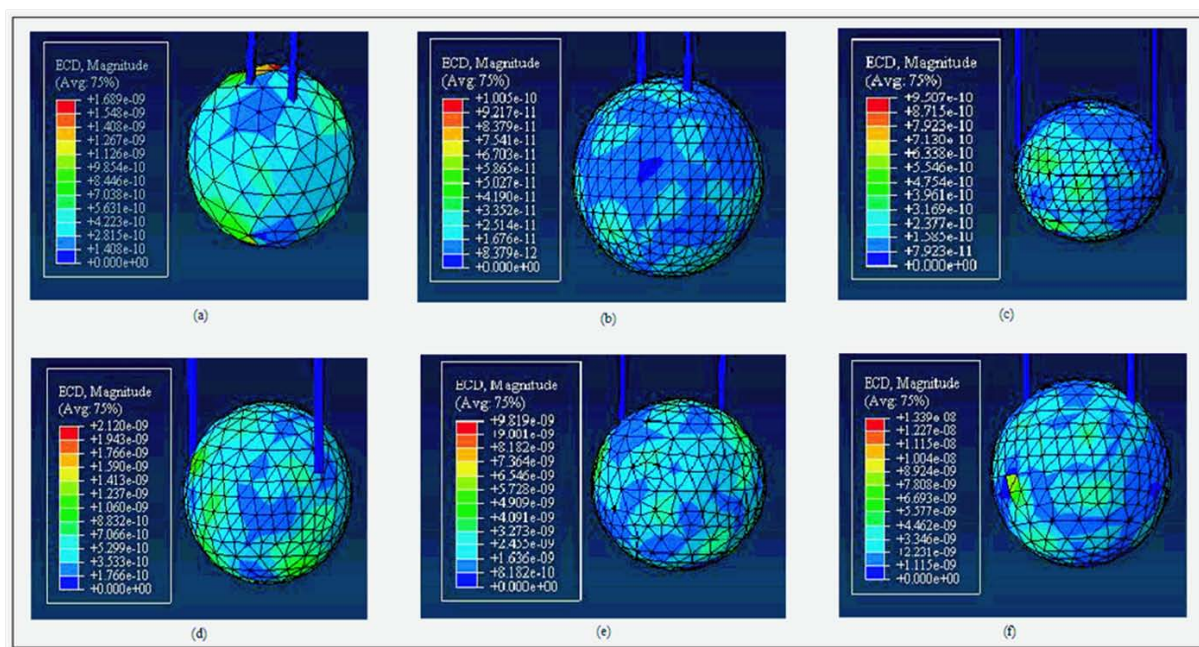 ECD, Magnitude
(Avg: 75%)
+1.689e-09
+1.548e-09
+1.408e-09
+1.267e-09
+1.126e-09
+9.854e-10
+8.446e-10
+7.038e-10
+5.631e-10
+4.223e-10
+2.815e-10
+1.408e-10
+0.000e+00
(a)
ECD, Magnitude
(Avg: 75%)
+1.005e-10
+9.217e-11
+8.379e-11
+7.541e-11
+6.703e-11
+5.865e-11
+5.027e-11
+4.190e-11
+3.352e-11
+2.514e-11
+1.676e-11
+8.379e-12
+0.000e+00
(b)
ECD, Magnitude
(Avg: 75%)
+9.507e-10
+8.715e-10
+7.923e-10
+7.130e-10
+6.338e-10
+5.546e-10
+4.754e-10
+3.961e-10
+3.169e-10
+2.377e-10
+1.585e-10
+7.923e-11
+0.000e+00
(c)
ECD, Magnitude
(Avg: 75%)
+2.120e-09
+1.943e-09
+1.766e-09
+1.590e-09
+1.413e-09
+1.237e-09
+1.060e-09
+8.832e-10
+7.066e-10
+5.299e-10
+3.533e-10
+1.766e-10
+0.000e+00
(d)
ECD, Magnitude
(Avg: 75%)
+9.819e-09
+9.001e-09
+8.182e-09
+7.364e-09
+6.546e-09
+5.728e-09
+4.909e-09
+4.091e-09
+3.273e-09
+2.455e-09
+1.636e-09
+8.182e-10
+0.000e+00
(e)
ECD, Magnitude
(Avg: 75%)
+1.339e-08
+1.227e-08
+1.115e-08
+1.004e-08
+8.924e-09
+7.808e-09
+6.693e-09
+5.577e-09
+4.462e-09
+3.346e-09
+2.231e-09
+1.115e-09
+0.000e+00
(f)